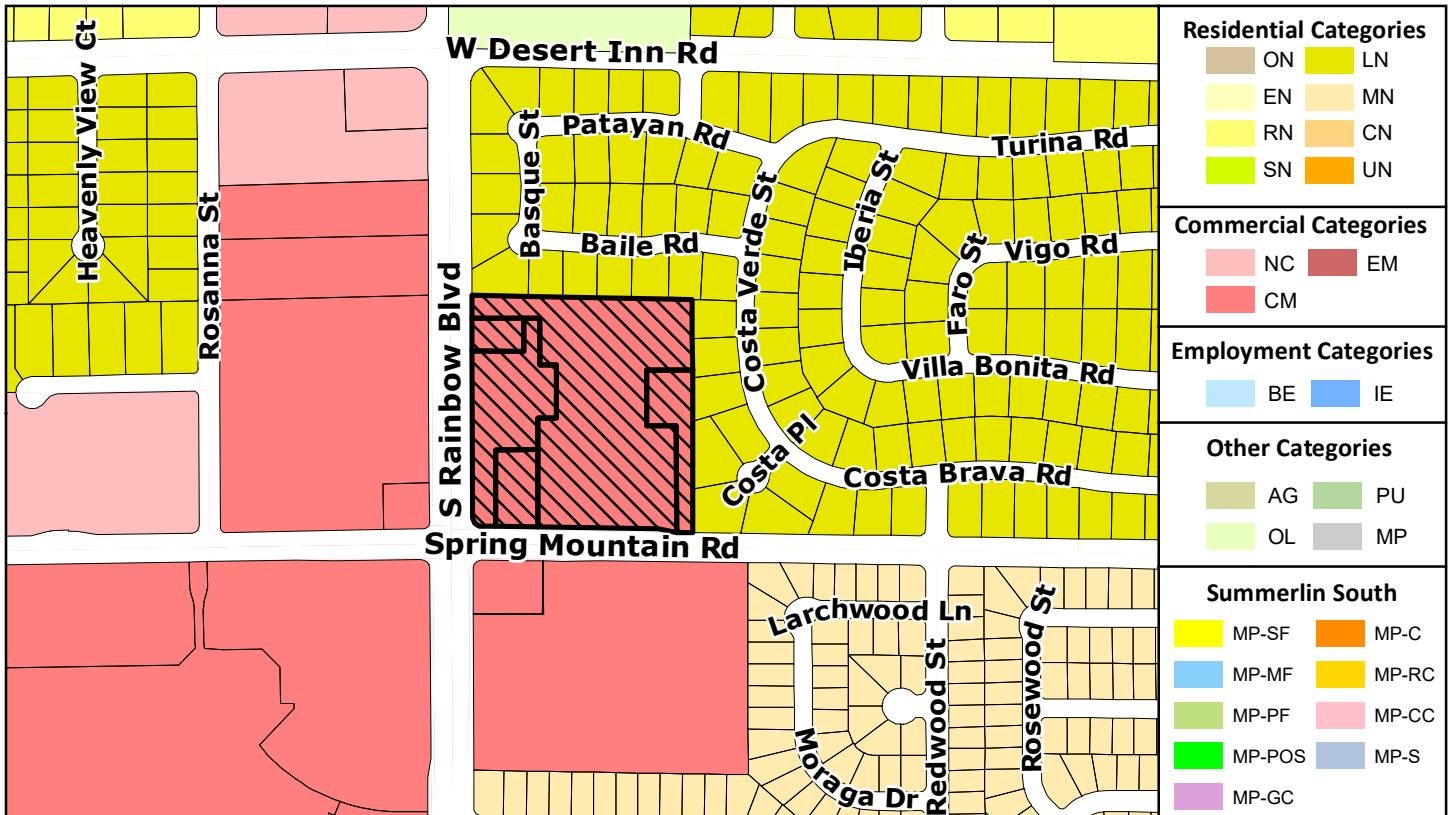 W Desert Inn Rd
Heavenly View Ct
Rosanna St
S Rainbow Blvd
Basque St
Patayan Rd
Turina Rd
Baile Rd
Costa Verde St
Iberia St
Faro St
Vigo Rd
Villa Bonita Rd
Costa Pl
Costa Brava Rd
Spring Mountain Rd
Larchwood Ln
Redwood St
Rosewood St
Moraga Dr
Residential Categories
ON LN
EN MN
RN CN
SN UN
Commercial Categories
NC EM
CM
Employment Categories
BE IE
Other Categories
AG PU
OL MP
Summerlin South
MP-SF MP-C
MP-MF MP-RC
MP-PF MP-CC
MP-POS MP-S
MP-GC